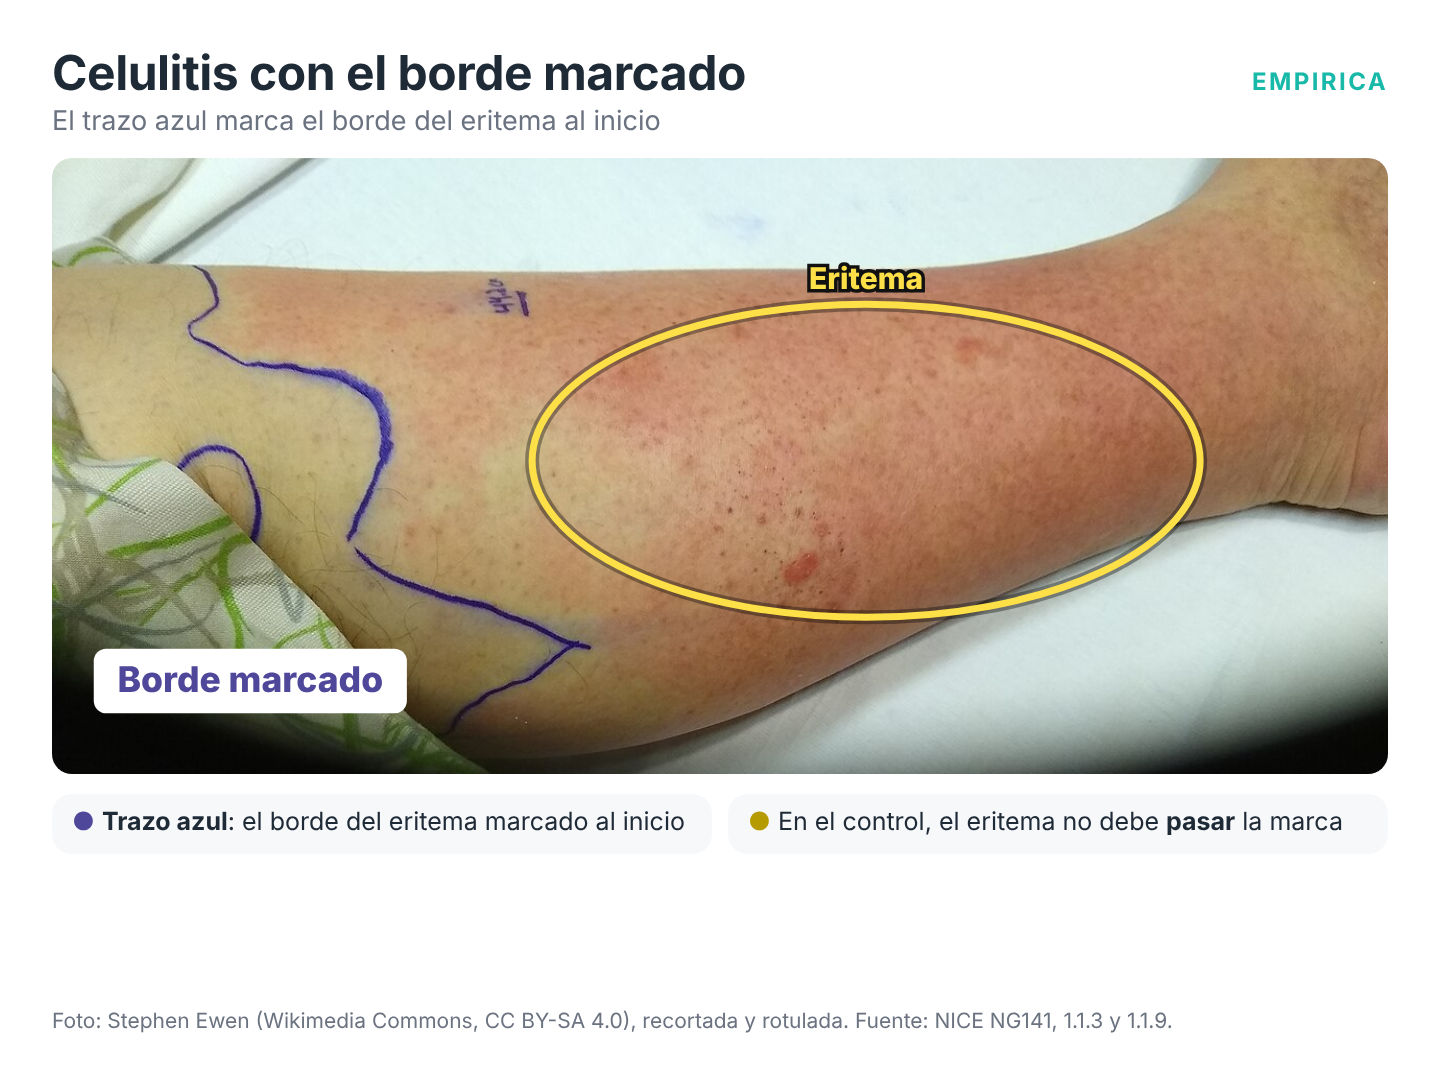 Celulitis con el borde marcado
EMPIRICA
El trazo azul marca el borde del eritema al inicio
Eritema
Borde marcado
Trazo azul: el borde del eritema marcado al inicio
En el control, el eritema no debe pasar la marca
Foto: Stephen Ewen (Wikimedia Commons, CC BY-SA 4.0), recortada y rotulada. Fuente: NICE NG141, 1.1.3 y 1.1.9.